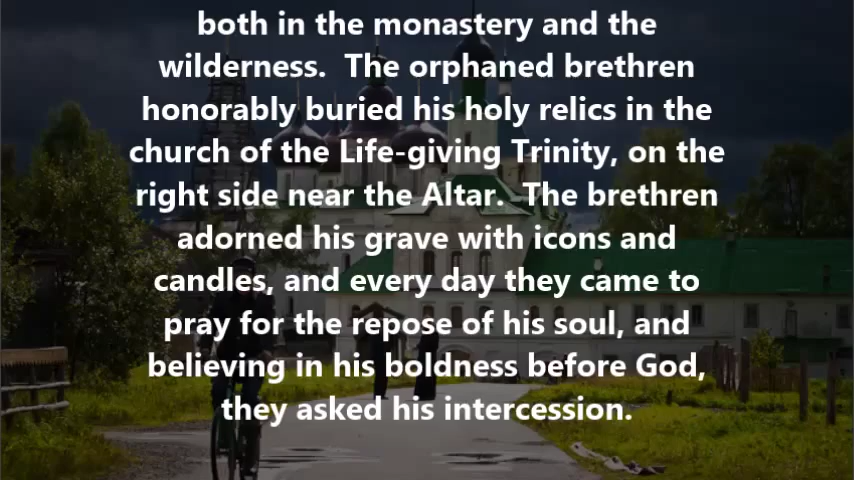 both in the monastery and the
wilderness.  The orphaned brethren
honorably buried his holy relics in the
church of the Life-giving Trinity, on the
right side near the Altar.  The brethren
adorned his grave with icons and
candles, and every day they came to
pray for the repose of his soul, and
believing in his boldness before God,
they asked his intercession.